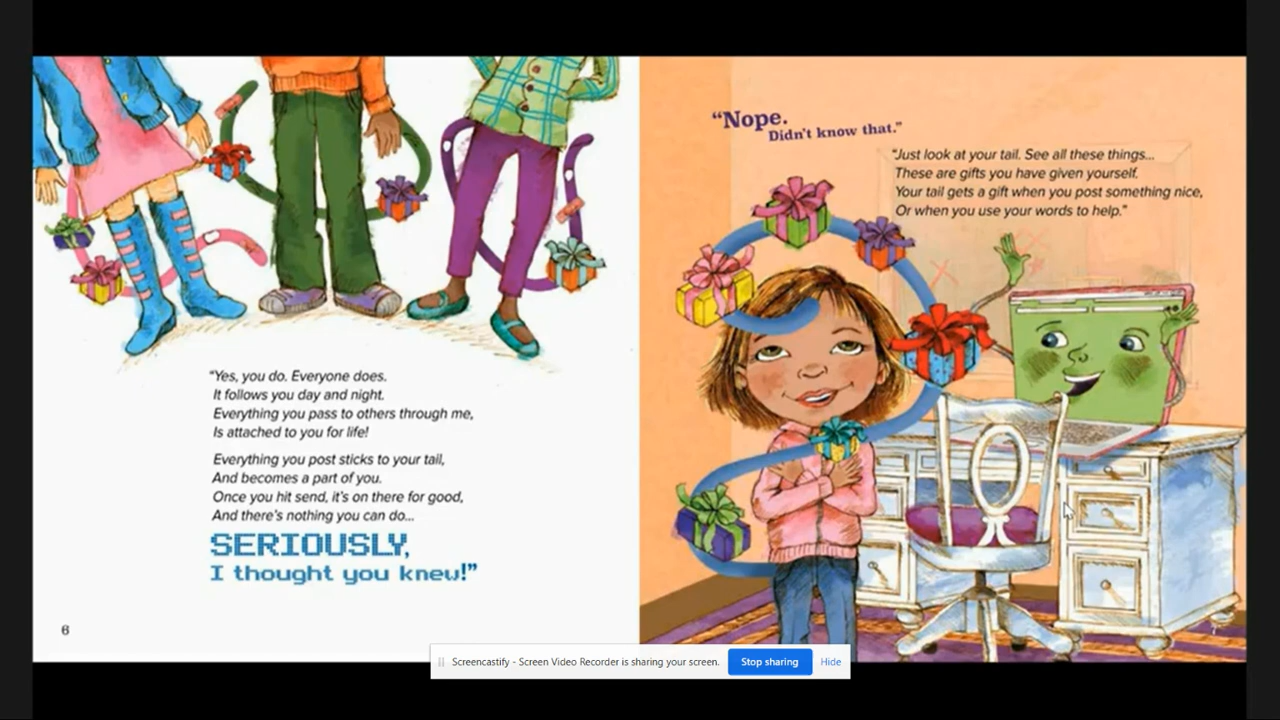 "Yes, you do. Everyone does.
It follows you day and night.
Everything you pass to others through me,
Is attached to you for life!
Everything you post sticks to your tail,
And becomes a part of you.
Once you hit send, it's on there for good,
And there's nothing you can do...
SERIOUSLY,
I thought you knew!"
6
"Nope.
Didn't know that."
"Just look at your tail. See all these things...
These are gifts you have given yourself.
Your tail gets a gift when you post something nice,
Or when you use your words to help."
Screencastify - Screen Video Recorder is sharing your screen. Stop sharing Hide